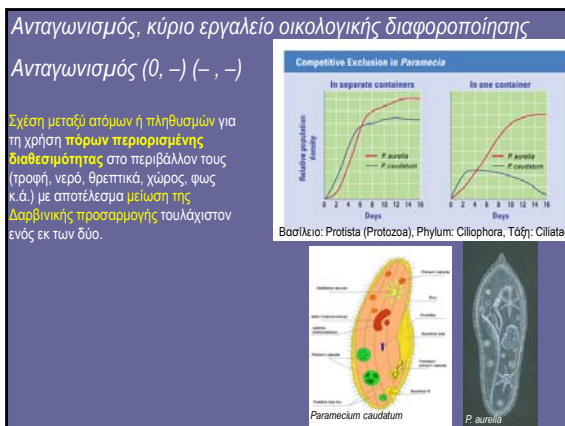 Ανταγωνισμός, κύριο εργαλείο οικολογικής διαφοροποίησης
Ανταγωνισμός (0, –) (– , –)
Σχέση μεταξύ ατόμων ή πληθυσμών για
τη χρήση πόρων περιορισμένης
διαθεσιμότητας στο περιβάλλον τους
(τροφή, νερό, θρεπτικά, χώρος, φως
κ.ά.) με αποτέλεσμα μείωση της
Δαρβινικής προσαρμογής τουλάχιστον
ενός εκ των δύο.
Competitive Exclusion in Paramecia
In separate containers
In one container
Relative population
density
P. aurelia
P. caudatum
P. aurelia
P. caudatum
0 2 4 6 8 10 12 14 16
0 2 4 6 8 10 12 14 16
Days
Days
Βασίλειο: Protista (Protozoa), Phylum: Ciliophora, Τάξη: Ciliata
Paramecium caudatum
P. aurelia